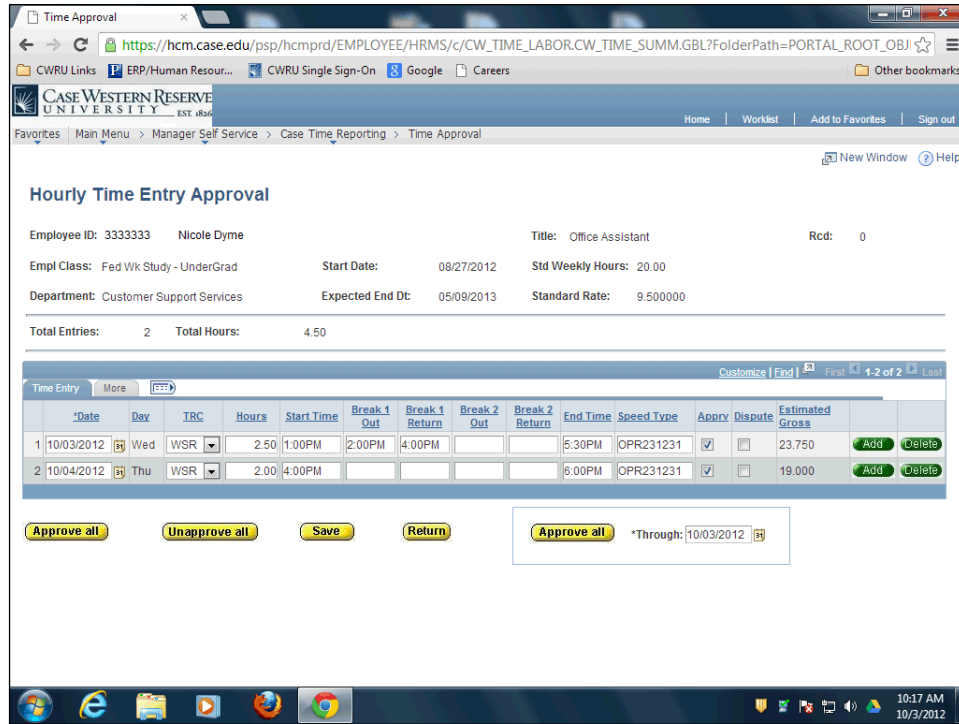 Time Approval
https://hcm.case.edu/psp/hcmprd/EMPLOYEE/HRMS/c/CW_TIME_LABOR.CW_TIME_SUMM.GBL?FolderPath=PORTAL_ROOT_OBJ
CWRU Links ERP/Human Resour... CWRU Single Sign-On Google Careers Other bookmarks
CASE WESTERN RESERVE
UNIVERSITY EST. 1826
Home | Worklist | Add to Favorites | Sign out
Favorites Main Menu > Manager Self Service > Case Time Reporting > Time Approval
New Window Help
Hourly Time Entry Approval
Employee ID: 3333333 Nicole Dyme Title: Office Assistant Rcd: 0
Empl Class: Fed Wk Study - UnderGrad Start Date: 08/27/2012 Std Weekly Hours: 20.00
Department: Customer Support Services Expected End Dt: 05/09/2013 Standard Rate: 9.500000
Total Entries: 2 Total Hours: 4.50
Customize | Find | First 1-2 of 2 Last
Time Entry More
*Date Day TRC Hours Start Time Break 1 Out Break 1 Return Break 2 Out Break 2 Return End Time Speed Type Apprv Dispute Estimated Gross
1 10/03/2012 Wed WSR 2.50 1:00PM 2:00PM 4:00PM 5:30PM OPR231231 23.750 Add Delete
2 10/04/2012 Thu WSR 2.00 4:00PM 6:00PM OPR231231 19.000 Add Delete
Approve all Unapprove all Save Return Approve all *Through: 10/03/2012
10:17 AM
10/3/2012